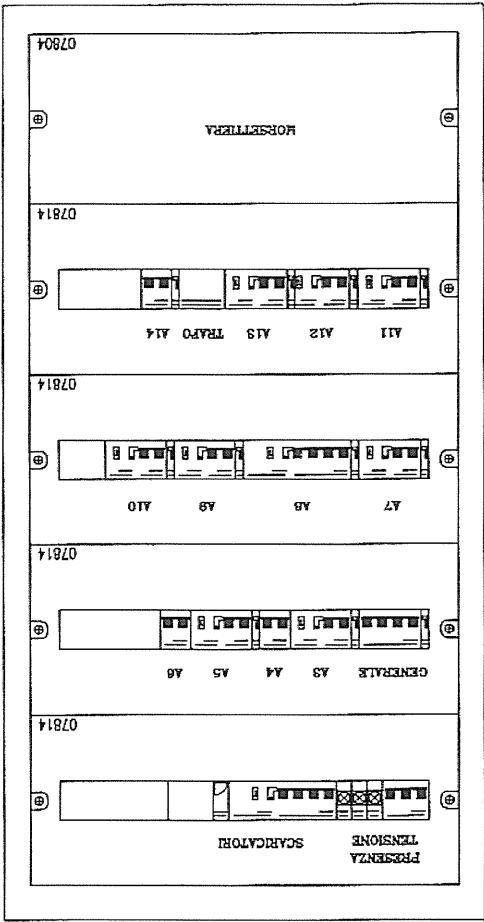 PRESENZA
TENSIONE
SCARICATORI
07814
GENERALE A3 A4 A5 A6
07814
A7 A8 A9 A10
07814
A11 A12 A13 TRAFO A14
07814
MORSETTIERA
07804